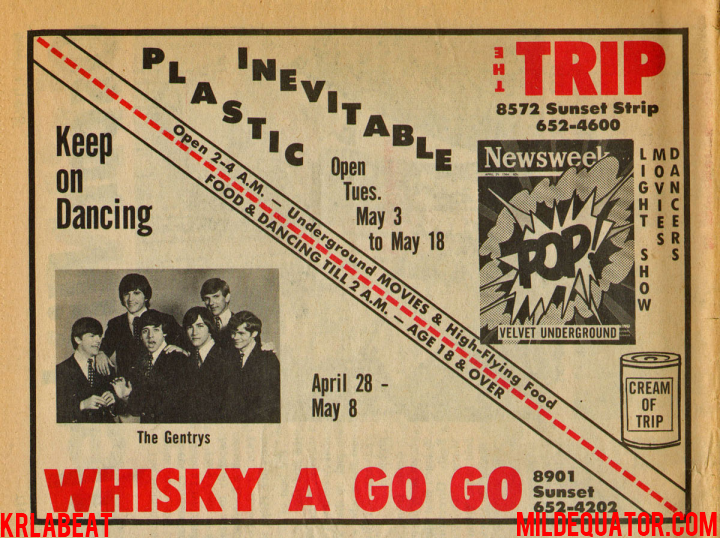 PLASTIC
INEVITABLE
THE
TRIP
8572 Sunset Strip
652-4600
Keep
on
Dancing
Open
Tues.
May 3
to May 18
Newsweek
POP!
VELVET UNDERGROUND
LIGHT SHOW
MOVIES
DANCERS
Open 2-4 A.M. — Underground MOVIES & High-Flying Food
FOOD & DANCING TILL 2 A.M. — AGE 18 & OVER
CREAM
OF
TRIP
April 28 -
May 8
The Gentrys
WHISKY A GO GO
8901
Sunset
652-4202
KRLABEAT
MILDEQUATOR.COM